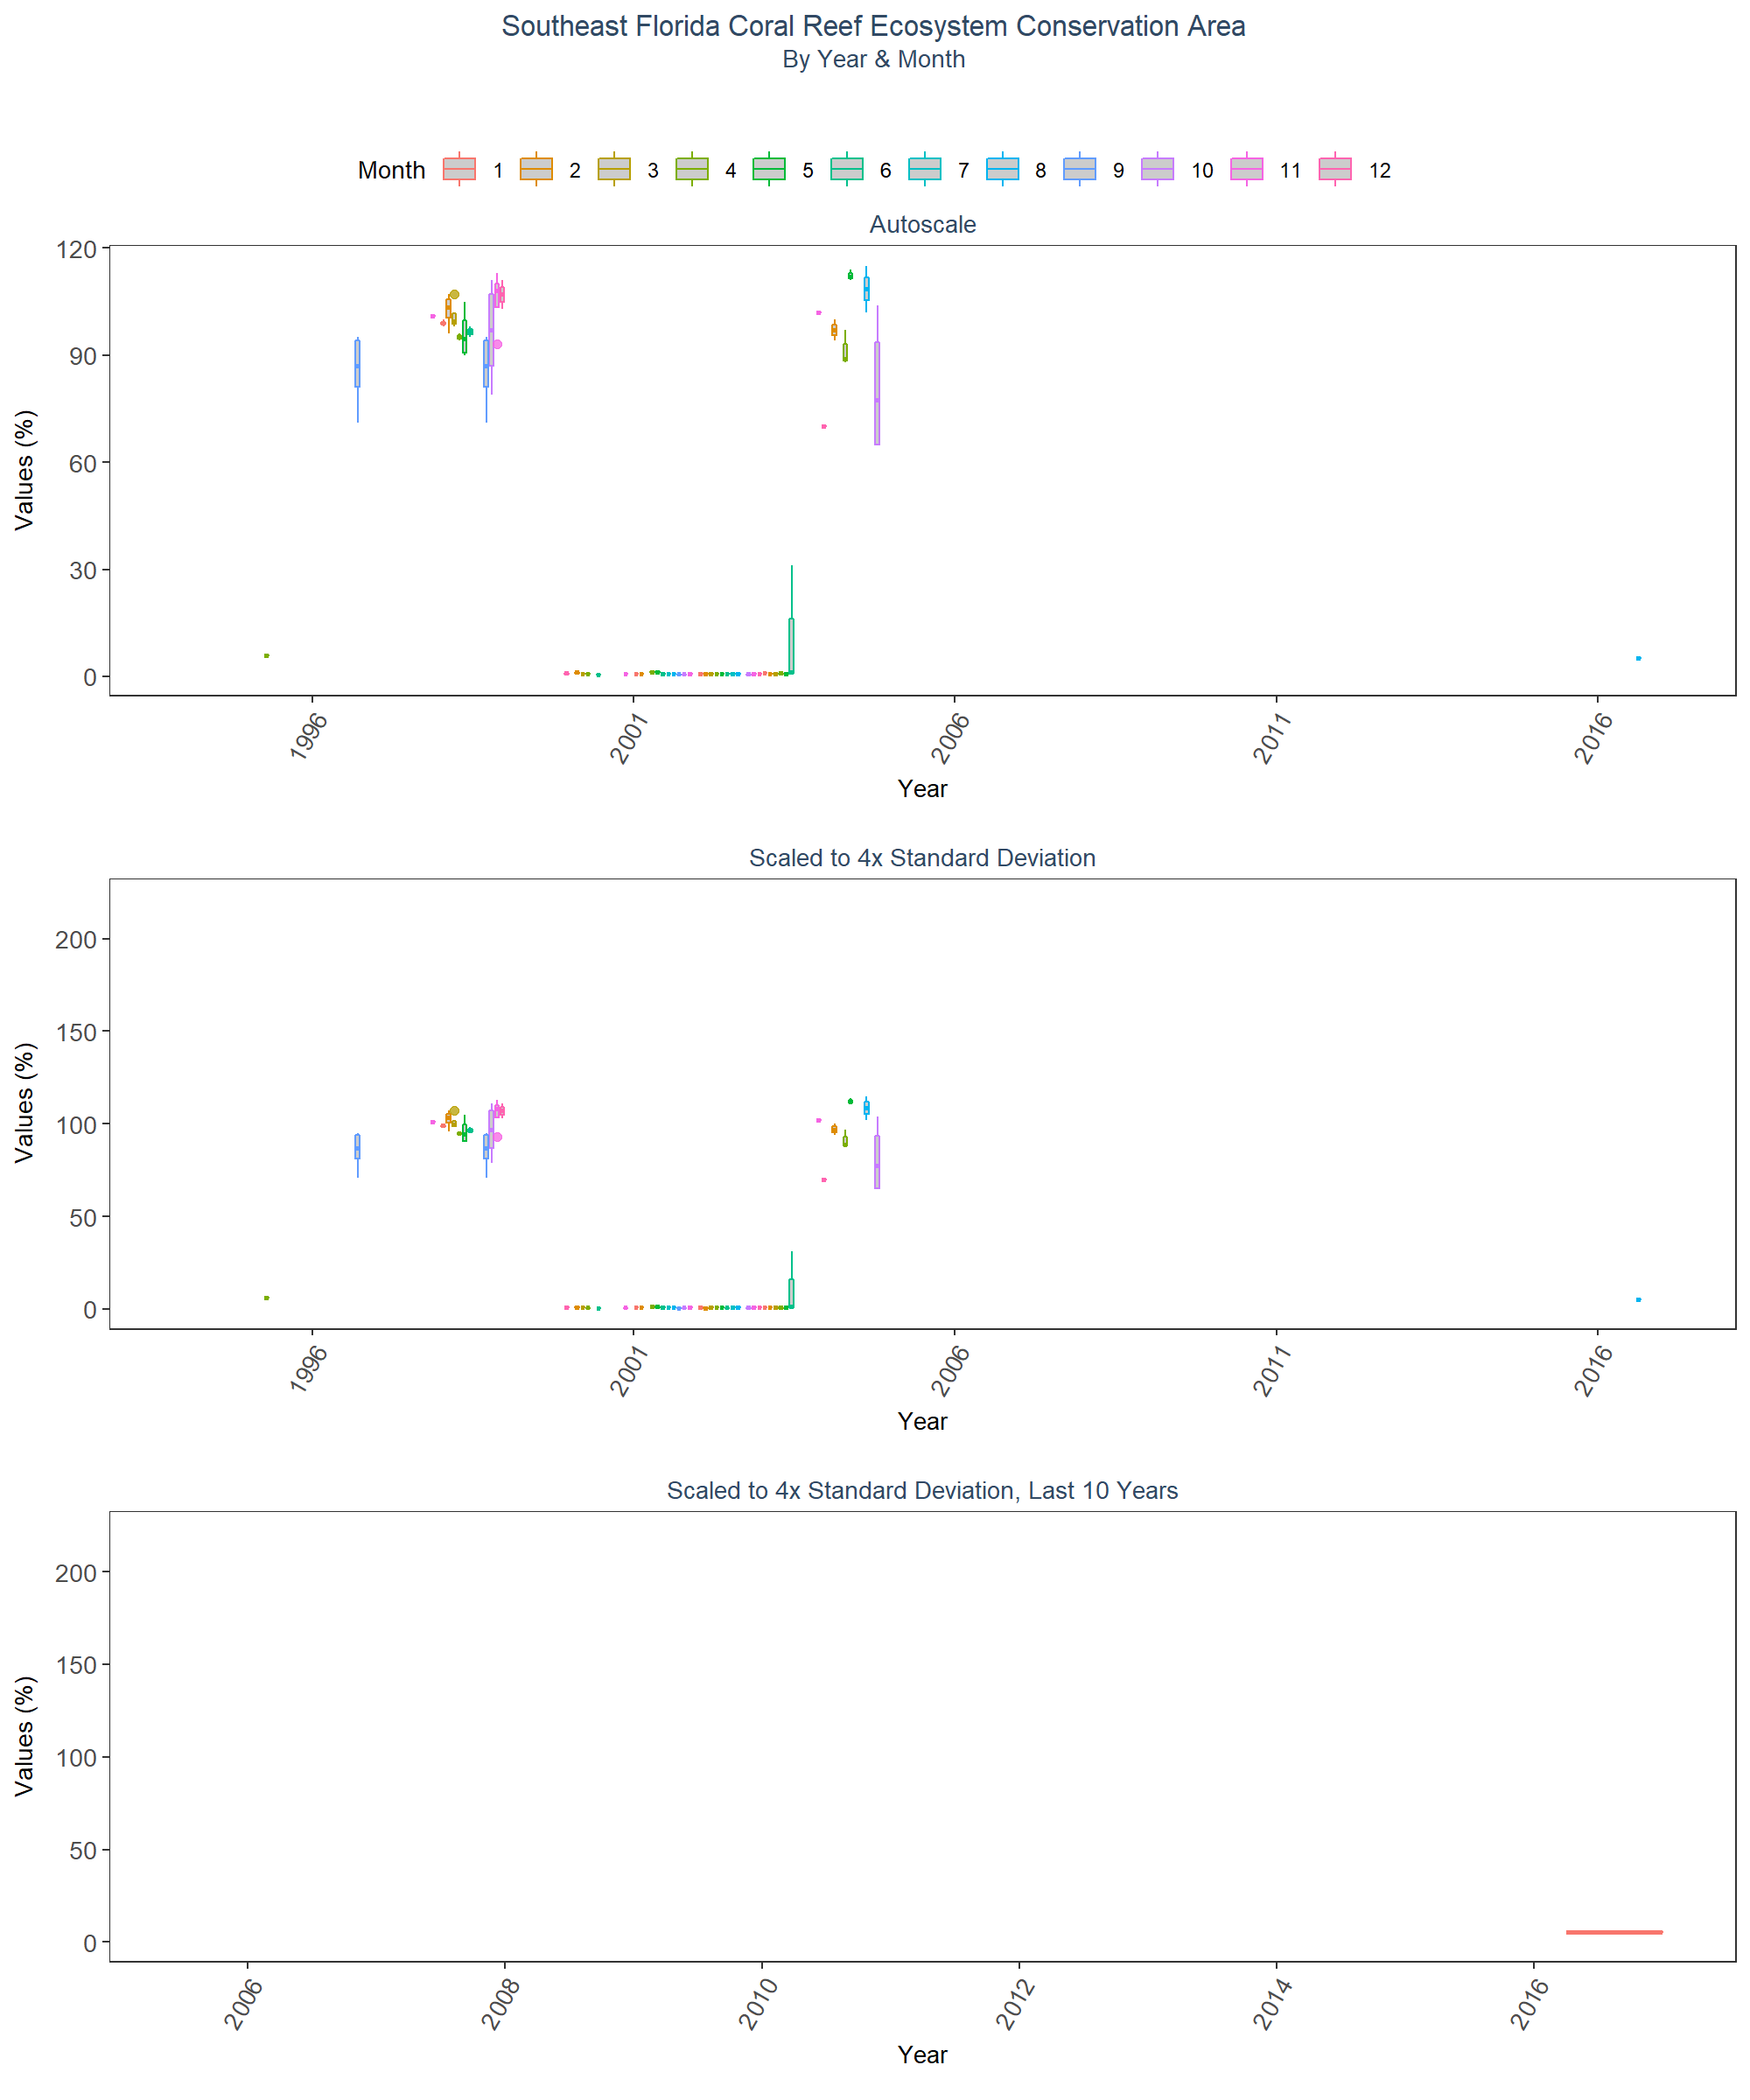 Southeast Florida Coral Reef Ecosystem Conservation Area
By Year & Month
Month 1 2 3 4 5 6 7 8 9 10 11 12
Autoscale
120
90
60
30
0
Values (%)
1996 2001 2006 2011 2016
Year
Scaled to 4x Standard Deviation
200
150
100
50
0
Values (%)
1996 2001 2006 2011 2016
Year
Scaled to 4x Standard Deviation, Last 10 Years
200
150
100
50
0
Values (%)
2006 2008 2010 2012 2014 2016
Year